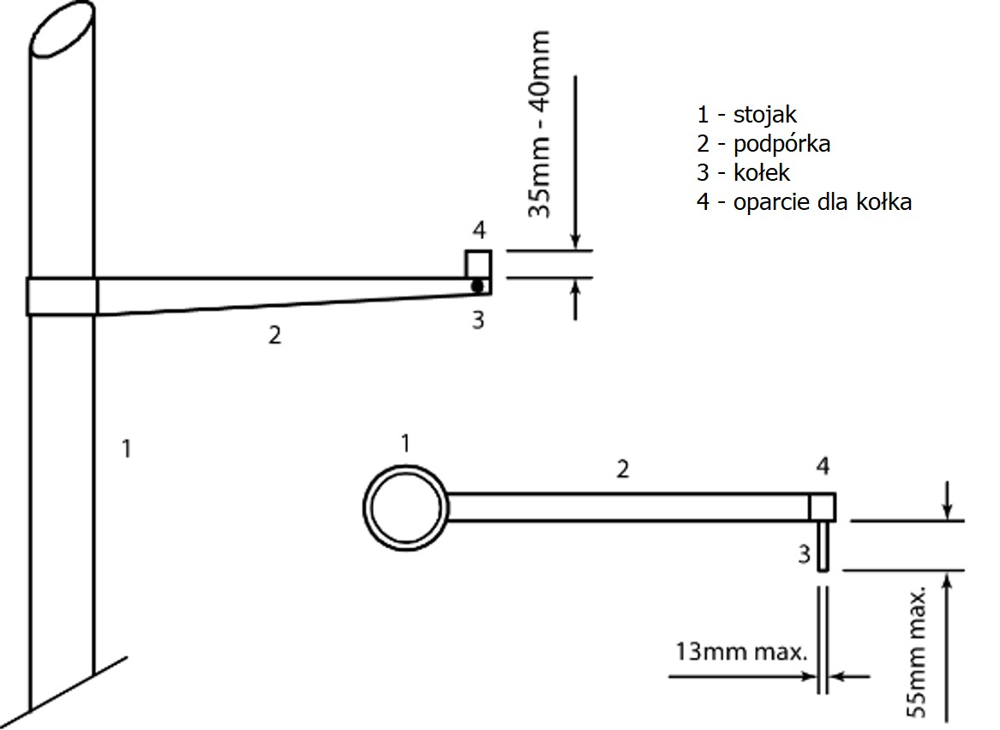 35mm - 40mm
1 - stojak
2 - podpórka
3 - kołek
4 - oparcie dla kołka
4
2
3
1
1
2
4
3
13mm max.
55mm max.